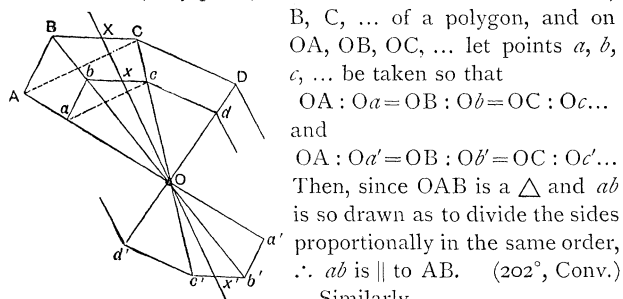 B X C
B, C, ... of a polygon, and on
OA, OB, OC, ... let points a, b,
c, ... be taken so that
OA : Oa=OB : Ob=OC : Oc...
and
OA : Oa'=OB : Ob'=OC : Oc'...
Then, since OAB is a △ and ab
is so drawn as to divide the sides
proportionally in the same order,
∴ ab is ∥ to AB. (202°, Conv.)
Similarly
b x c D
A a d
O
a'
d'
c' x' b'